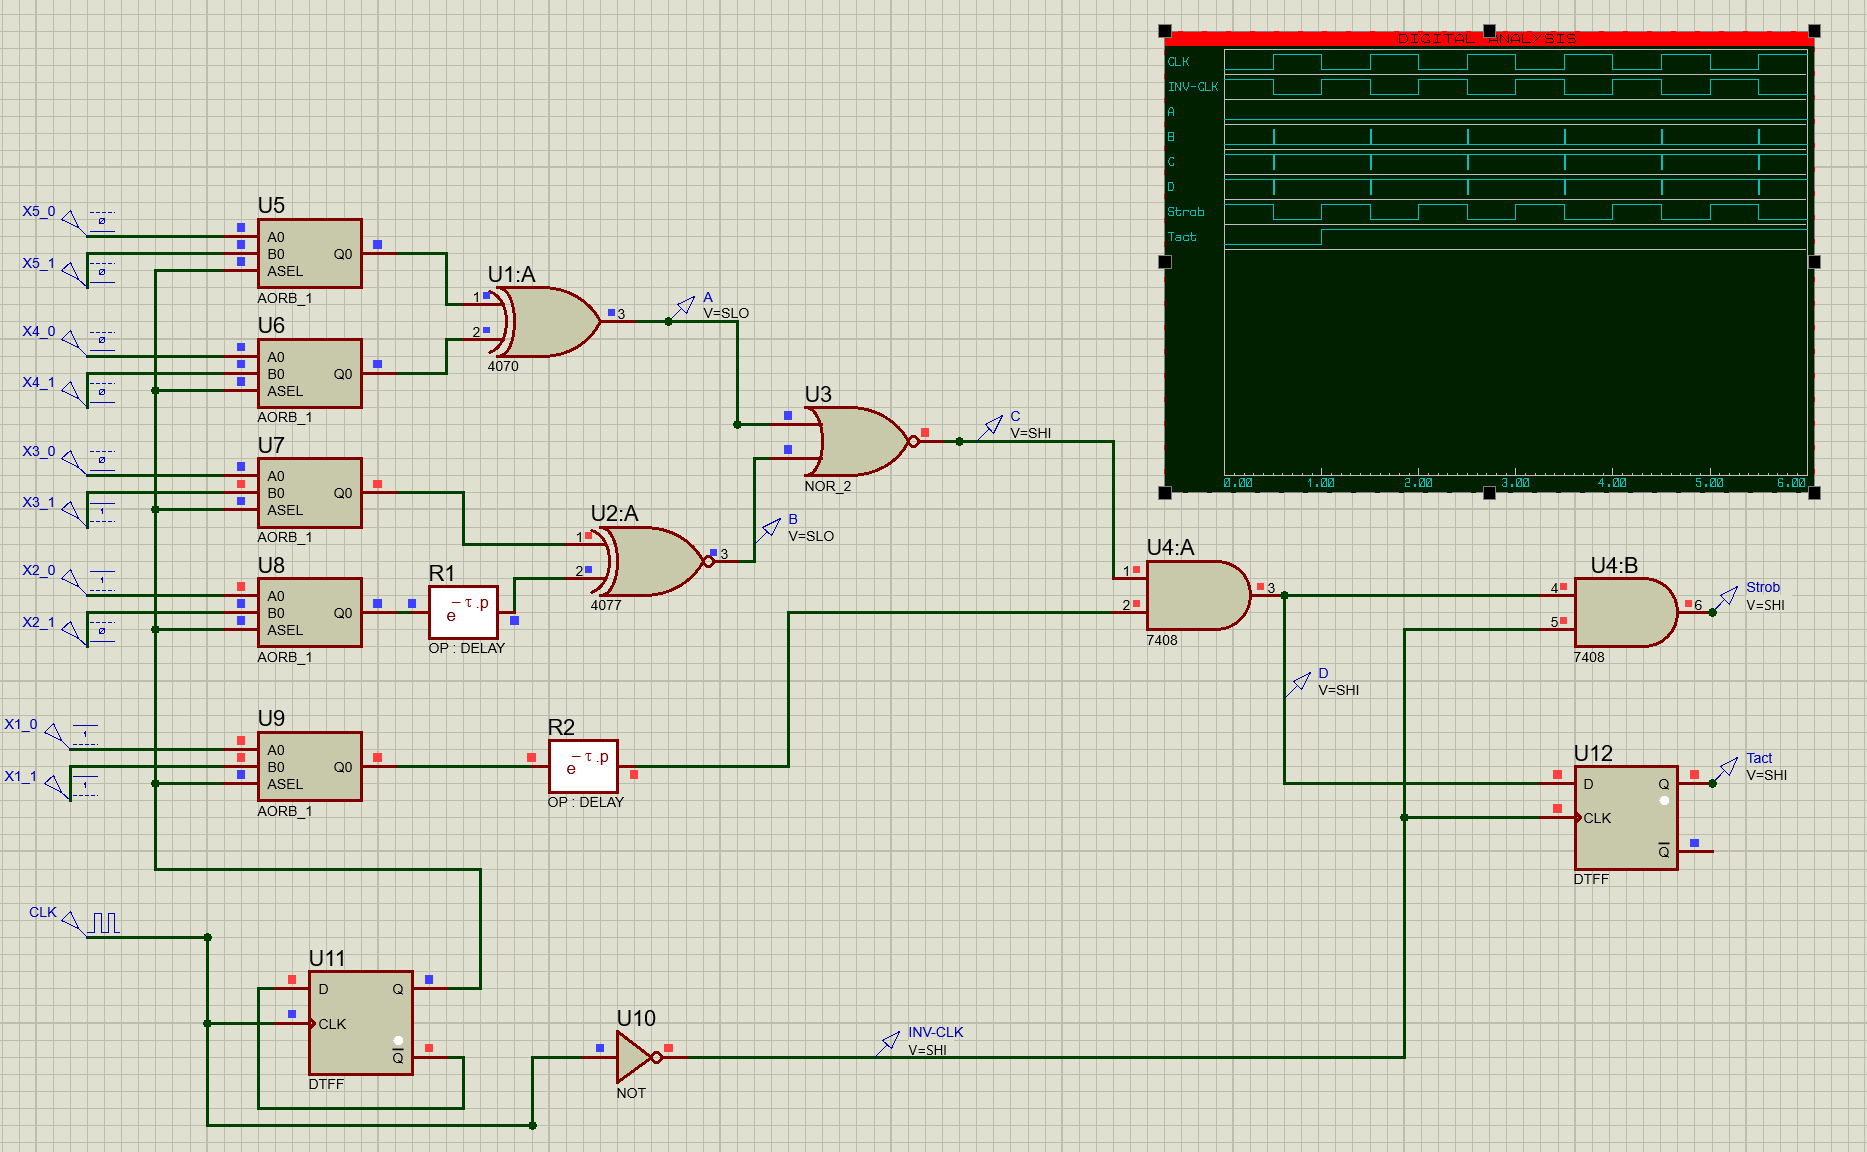 DIGITAL ANALYSIS
CLK
INV-CLK
A
B
C
D
Strob
Tact
0.00 1.00 2.00 3.00 4.00 5.00 6.00
X5_0
X5_1
U5
A0
B0
ASEL
Q0
AORB_1
X4_0
X4_1
U6
A0
B0
ASEL
Q0
AORB_1
X3_0
X3_1
U7
A0
B0
ASEL
Q0
AORB_1
X2_0
X2_1
U8
A0
B0
ASEL
Q0
AORB_1
X1_0
X1_1
U9
A0
B0
ASEL
Q0
AORB_1
U1:A
1
2
3
4070
A
V=SLO
U2:A
1
2
3
4077
B
V=SLO
R1
e −τ.p
OP : DELAY
R2
e −τ.p
OP : DELAY
U3
NOR_2
C
V=SHI
U4:A
1
2
3
7408
D
V=SHI
U4:B
4
5
6
7408
Strob
V=SHI
U12
D
Q
CLK
Q
DTFF
Tact
V=SHI
CLK
U11
D
Q
CLK
Q
DTFF
U10
NOT
INV-CLK
V=SHI